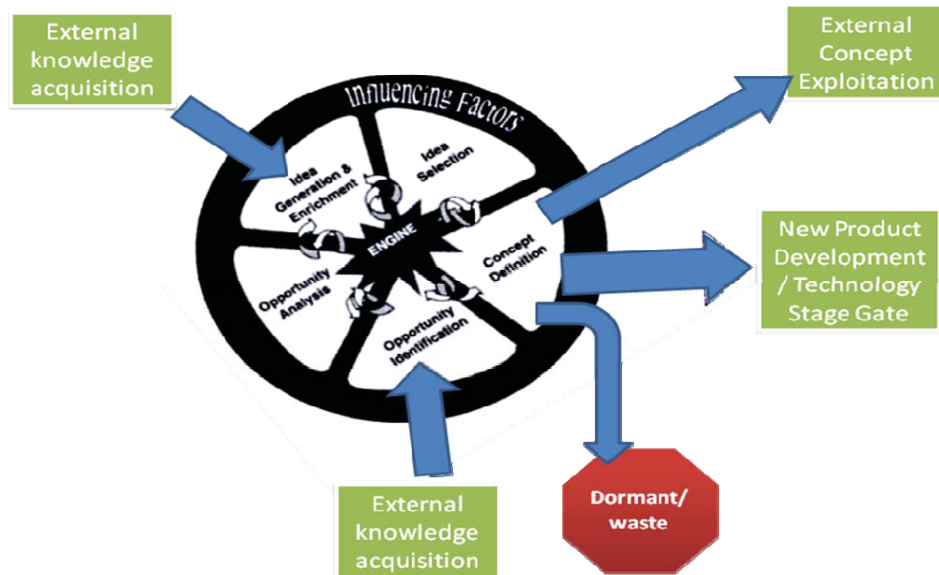 External
knowledge
acquisition
External
Concept
Exploitation
Influencing Factors
Idea
Generation &
Enrichment
Idea
Selection
ENGINE
Concept
Definition
Opportunity
Analysis
Opportunity
Identification
New Product
Development
/ Technology
Stage Gate
External
knowledge
acquisition
Dormant/
waste